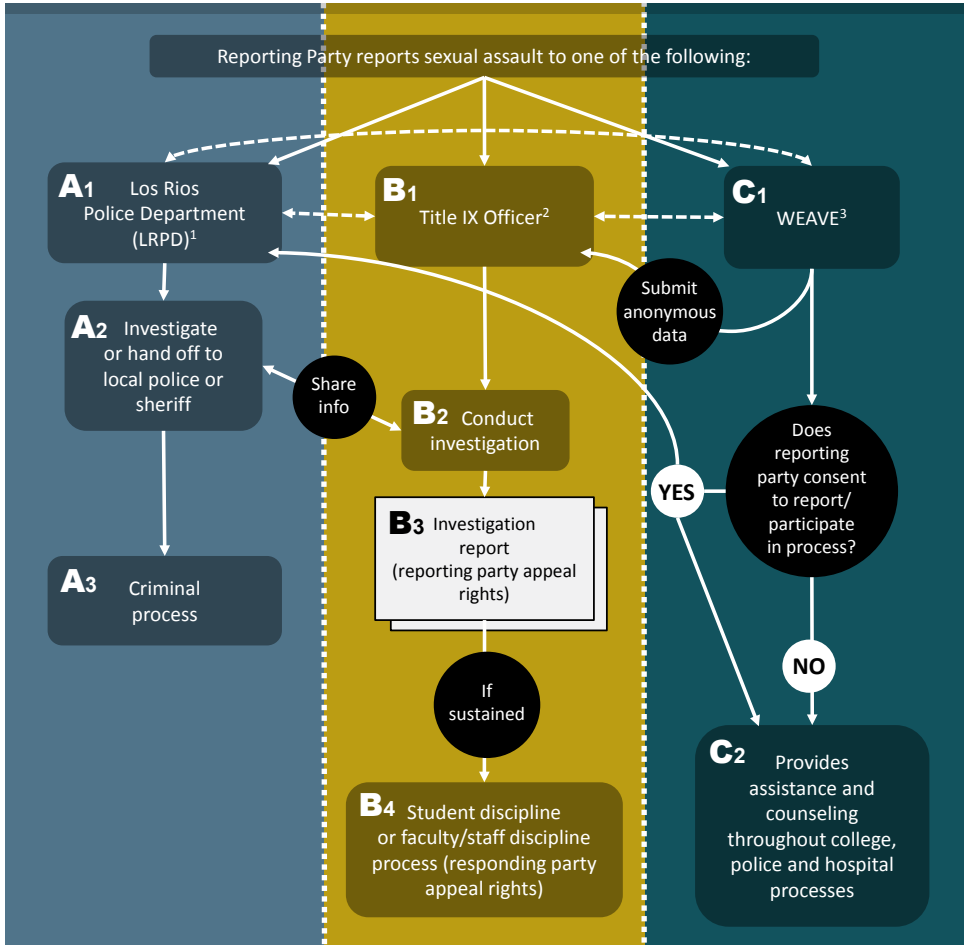 Reporting Party reports sexual assault to one of the following:
A1
Los Rios
Police Department
(LRPD)1
B1
Title IX Officer2
C1
WEAVE3
Submit
anonymous
data
A2
Investigate
or hand off to
local police or
sheriff
Share
info
B2
Conduct
investigation
Does
reporting
party consent
to report/
participate
in process?
YES
B3
Investigation
report
(reporting party appeal
rights)
A3
Criminal
process
NO
If
sustained
C2
Provides
assistance and
counseling
throughout college,
police and hospital
processes
B4
Student discipline
or faculty/staff discipline
process (responding party
appeal rights)